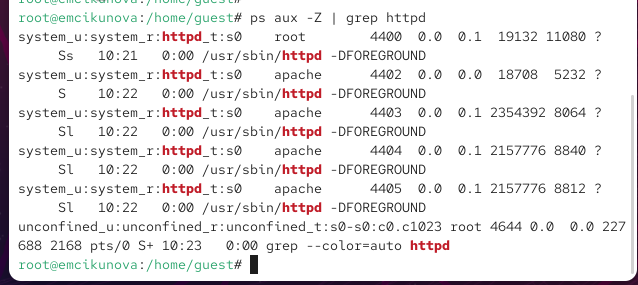 root@emcikunova:/home/guest# ps aux -Z | grep httpd
system_u:system_r:httpd_t:s0    root        4400  0.0  0.1  19132 11080 ?
     Ss   10:21   0:00 /usr/sbin/httpd -DFOREGROUND
system_u:system_r:httpd_t:s0    apache      4402  0.0  0.0  18708  5232 ?
     S    10:22   0:00 /usr/sbin/httpd -DFOREGROUND
system_u:system_r:httpd_t:s0    apache      4403  0.0  0.1 2354392 8064 ?
     Sl   10:22   0:00 /usr/sbin/httpd -DFOREGROUND
system_u:system_r:httpd_t:s0    apache      4404  0.0  0.1 2157776 8840 ?
     Sl   10:22   0:00 /usr/sbin/httpd -DFOREGROUND
system_u:system_r:httpd_t:s0    apache      4405  0.0  0.1 2157776 8812 ?
     Sl   10:22   0:00 /usr/sbin/httpd -DFOREGROUND
unconfined_u:unconfined_r:unconfined_t:s0-s0:c0.c1023 root 4644 0.0  0.0 227
688 2168 pts/0 S+ 10:23   0:00 grep --color=auto httpd
root@emcikunova:/home/guest#